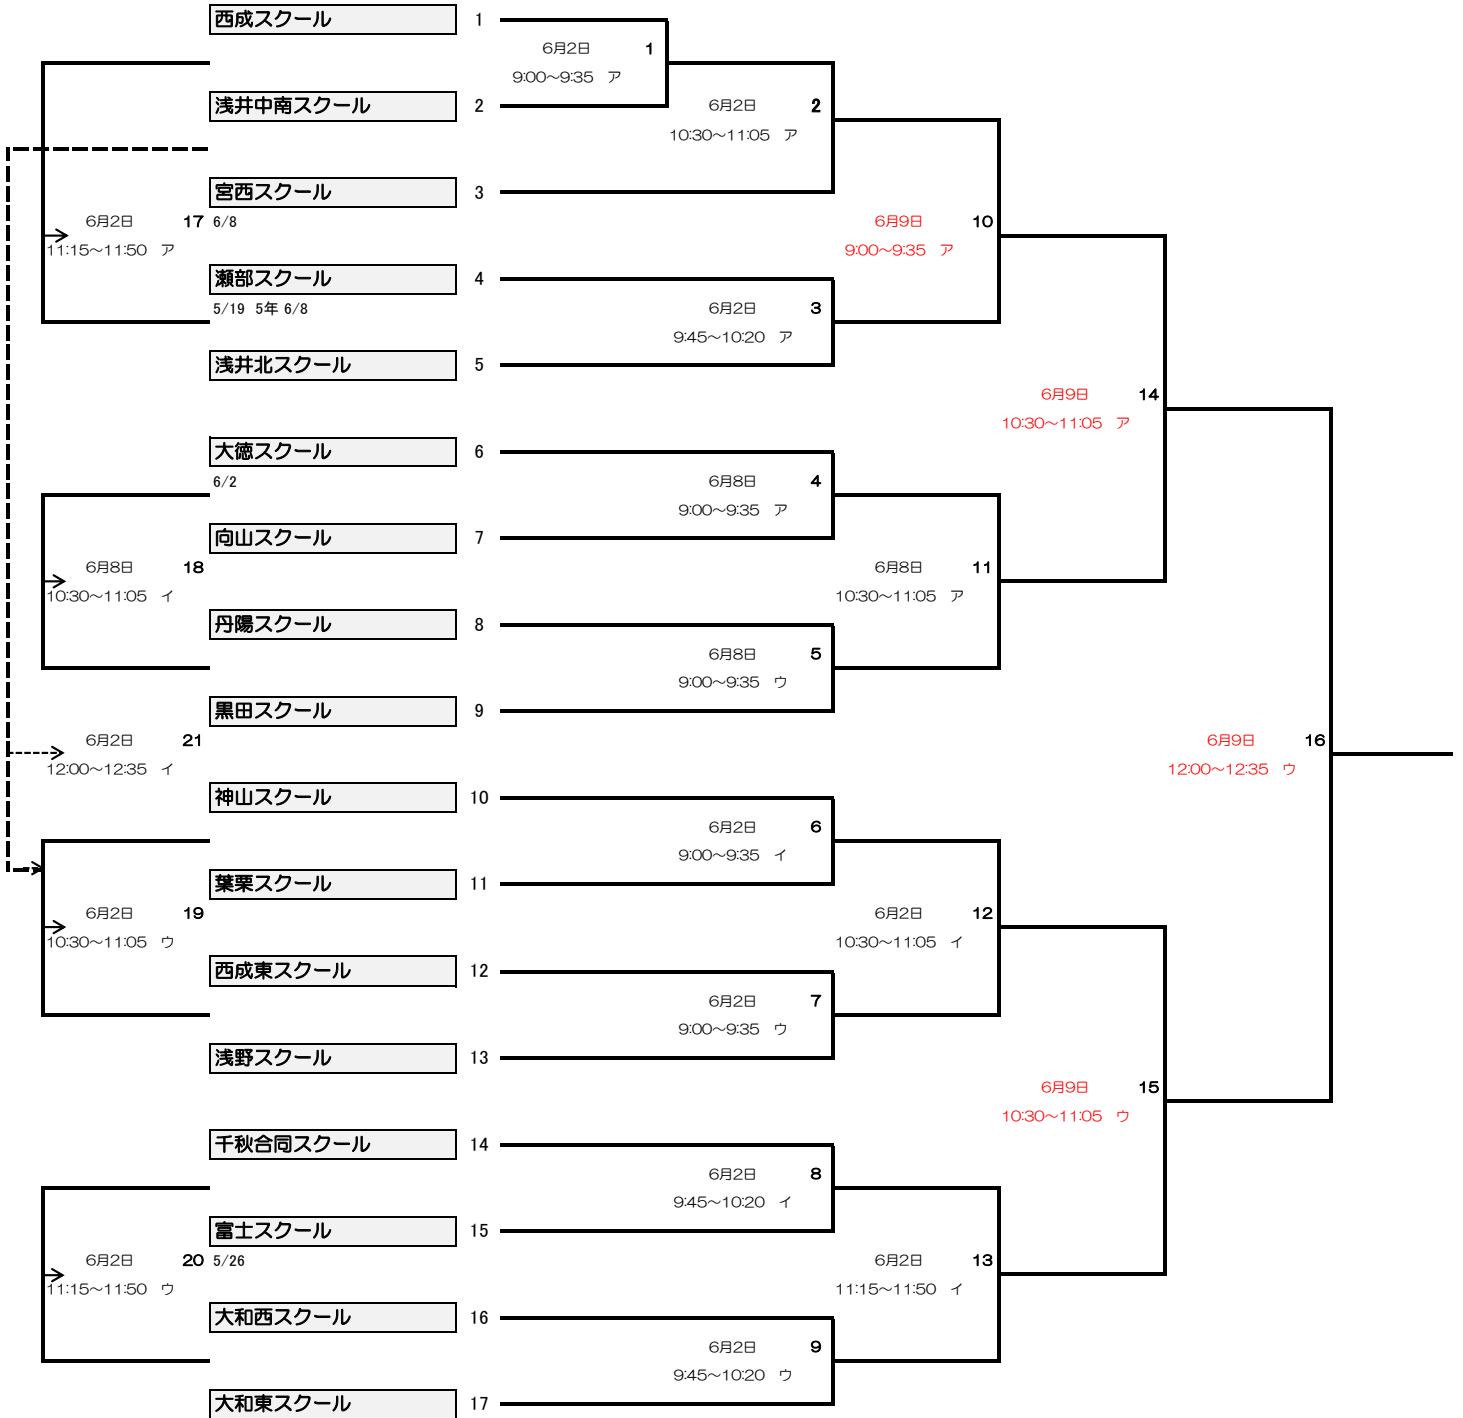 西成スクール 1
6月2日 1
9:00～9:35 ア
浅井中南スクール 2 6月2日 2
10:30～11:05 ア
宮西スクール 3
6月2日 17 6/8 6月9日 10
11:15～11:50 ア 9:00～9:35 ア
瀬部スクール 4
5/19 5年 6/8 6月2日 3
9:45～10:20 ア
浅井北スクール 5
6月9日 14
10:30～11:05 ア
大徳スクール 6
6/2 6月8日 4
9:00～9:35 ア
向山スクール 7
6月8日 18 6月8日 11
10:30～11:05 イ 10:30～11:05 ア
丹陽スクール 8
6月8日 5
9:00～9:35 ウ
黒田スクール 9
6月2日 21 6月9日 16
12:00～12:35 イ 12:00～12:35 ウ
神山スクール 10
6月2日 6
9:00～9:35 イ
葉栗スクール 11
6月2日 19 6月2日 12
10:30～11:05 ウ 10:30～11:05 イ
西成東スクール 12
6月2日 7
9:00～9:35 ウ
浅野スクール 13
6月9日 15
10:30～11:05 ウ
千秋合同スクール 14
6月2日 8
9:45～10:20 イ
富士スクール 15
6月2日 20 5/26 6月2日 13
11:15～11:50 ウ 11:15～11:50 イ
大和西スクール 16
6月2日 9
9:45～10:20 ウ
大和東スクール 17